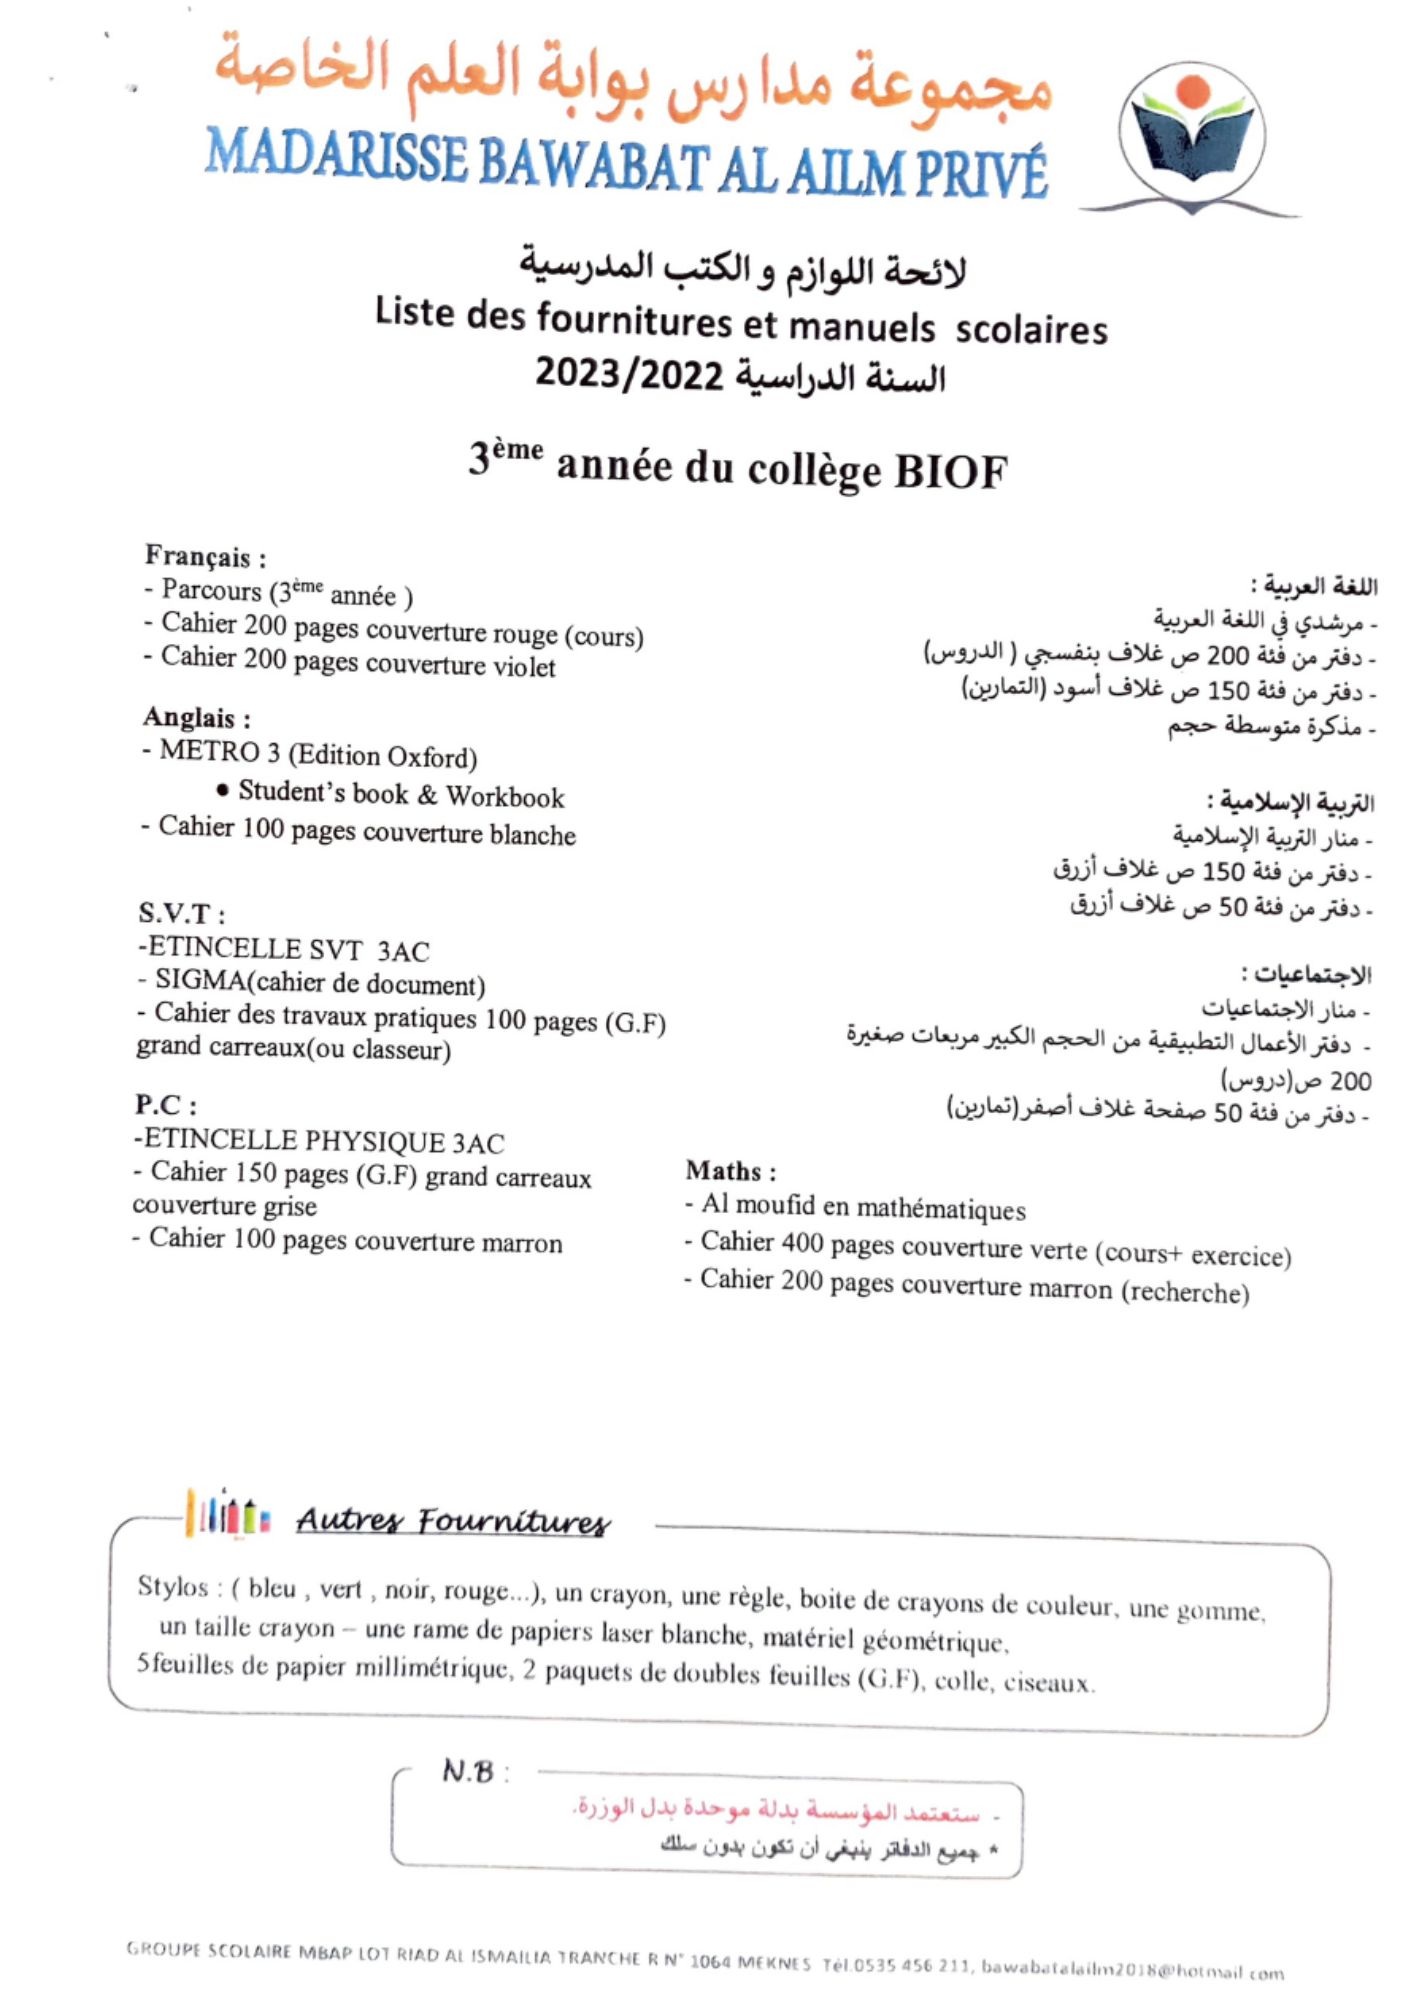 مجموعة مدارس بوابة العلم الخاصة
MADARISSE BAWABAT AL AILM PRIVÉ
لائحة اللوازم و الكتب المدرسية
Liste des fournitures et manuels scolaires
السنة الدراسية 2023/2022
3ème année du collège BIOF
Français :
- Parcours (3ème année )
- Cahier 200 pages couverture rouge (cours)
- Cahier 200 pages couverture violet
Anglais :
- METRO 3 (Edition Oxford)
● Student's book & Workbook
- Cahier 100 pages couverture blanche
S.V.T :
-ETINCELLE SVT 3AC
- SIGMA(cahier de document)
- Cahier des travaux pratiques 100 pages (G.F)
grand carreaux(ou classeur)
P.C :
-ETINCELLE PHYSIQUE 3AC
- Cahier 150 pages (G.F) grand carreaux
couverture grise
- Cahier 100 pages couverture marron
اللغة العربية :
- مرشدي في اللغة العربية
- دفتر من فئة 200 ص غلاف بنفسجي ( الدروس)
- دفتر من فئة 150 ص غلاف أسود (التمارين)
- مذكرة متوسطة حجم
التربية الإسلامية :
- منار التربية الإسلامية
- دفتر من فئة 150 ص غلاف أزرق
- دفتر من فئة 50 ص غلاف أزرق
الاجتماعيات :
- منار الاجتماعيات
- دفتر الأعمال التطبيقية من الحجم الكبير مربعات صغيرة
200 ص(دروس)
- دفتر من فئة 50 صفحة غلاف أصفر(تمارين)
Maths :
- Al moufid en mathématiques
- Cahier 400 pages couverture verte (cours+ exercice)
- Cahier 200 pages couverture marron (recherche)
Autres Fournitures
Stylos : ( bleu , vert , noir, rouge...), un crayon, une règle, boite de crayons de couleur, une gomme,
un taille crayon – une rame de papiers laser blanche, matériel géométrique,
5feuilles de papier millimétrique, 2 paquets de doubles feuilles (G.F), colle, ciseaux.
N.B :
- ستعتمد المؤسسة بدلة موحدة بدل الوزرة.
* جميع الدفاتر ينبغي أن تكون بدون سلك
GROUPE SCOLAIRE MBAP LOT RIAD AL ISMAILIA TRANCHE R N° 1064 MEKNES Tél.0535 456 211, bawabatalailm2018@hotmail.com